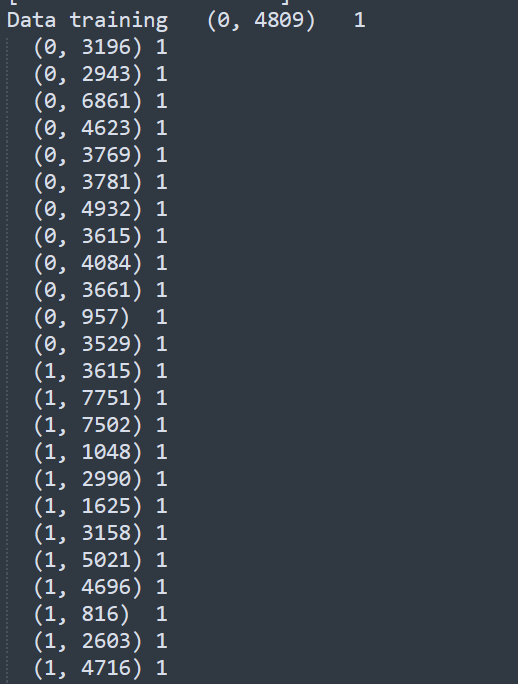 Data training   (0, 4809)   1
(0, 3196) 1
(0, 2943) 1
(0, 6861) 1
(0, 4623) 1
(0, 3769) 1
(0, 3781) 1
(0, 4932) 1
(0, 3615) 1
(0, 4084) 1
(0, 3661) 1
(0, 957)  1
(0, 3529) 1
(1, 3615) 1
(1, 7751) 1
(1, 7502) 1
(1, 1048) 1
(1, 2990) 1
(1, 1625) 1
(1, 3158) 1
(1, 5021) 1
(1, 4696) 1
(1, 816)  1
(1, 2603) 1
(1, 4716) 1